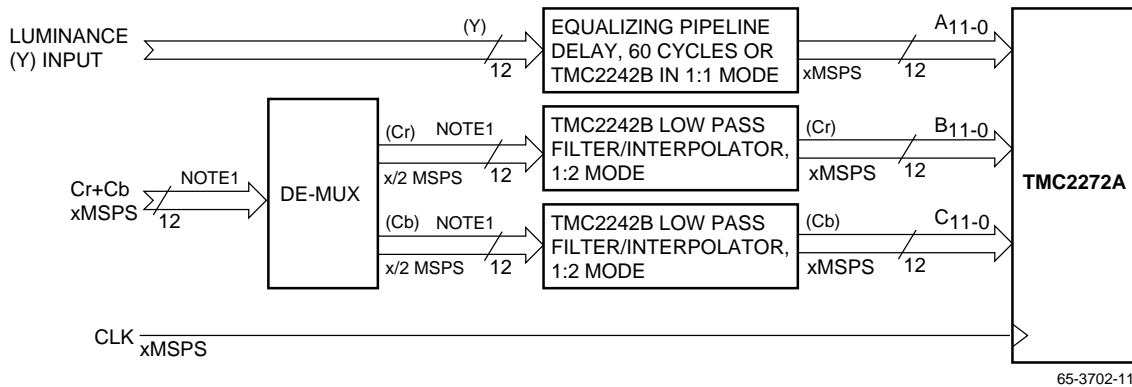 LUMINANCE
(Y) INPUT
(Y)
12
EQUALIZING PIPELINE
DELAY, 60 CYCLES OR
TMC2242B IN 1:1 MODE
xMSPS
12
A11-0
Cr+Cb
xMSPS
NOTE1
12
DE-MUX
(Cr)
NOTE1
x/2 MSPS
12
TMC2242B LOW PASS
FILTER/INTERPOLATOR,
1:2 MODE
(Cr)
xMSPS
12
B11-0
(Cb)
NOTE1
x/2 MSPS
12
TMC2242B LOW PASS
FILTER/INTERPOLATOR,
1:2 MODE
(Cb)
xMSPS
12
C11-0
TMC2272A
CLK
xMSPS
65-3702-11